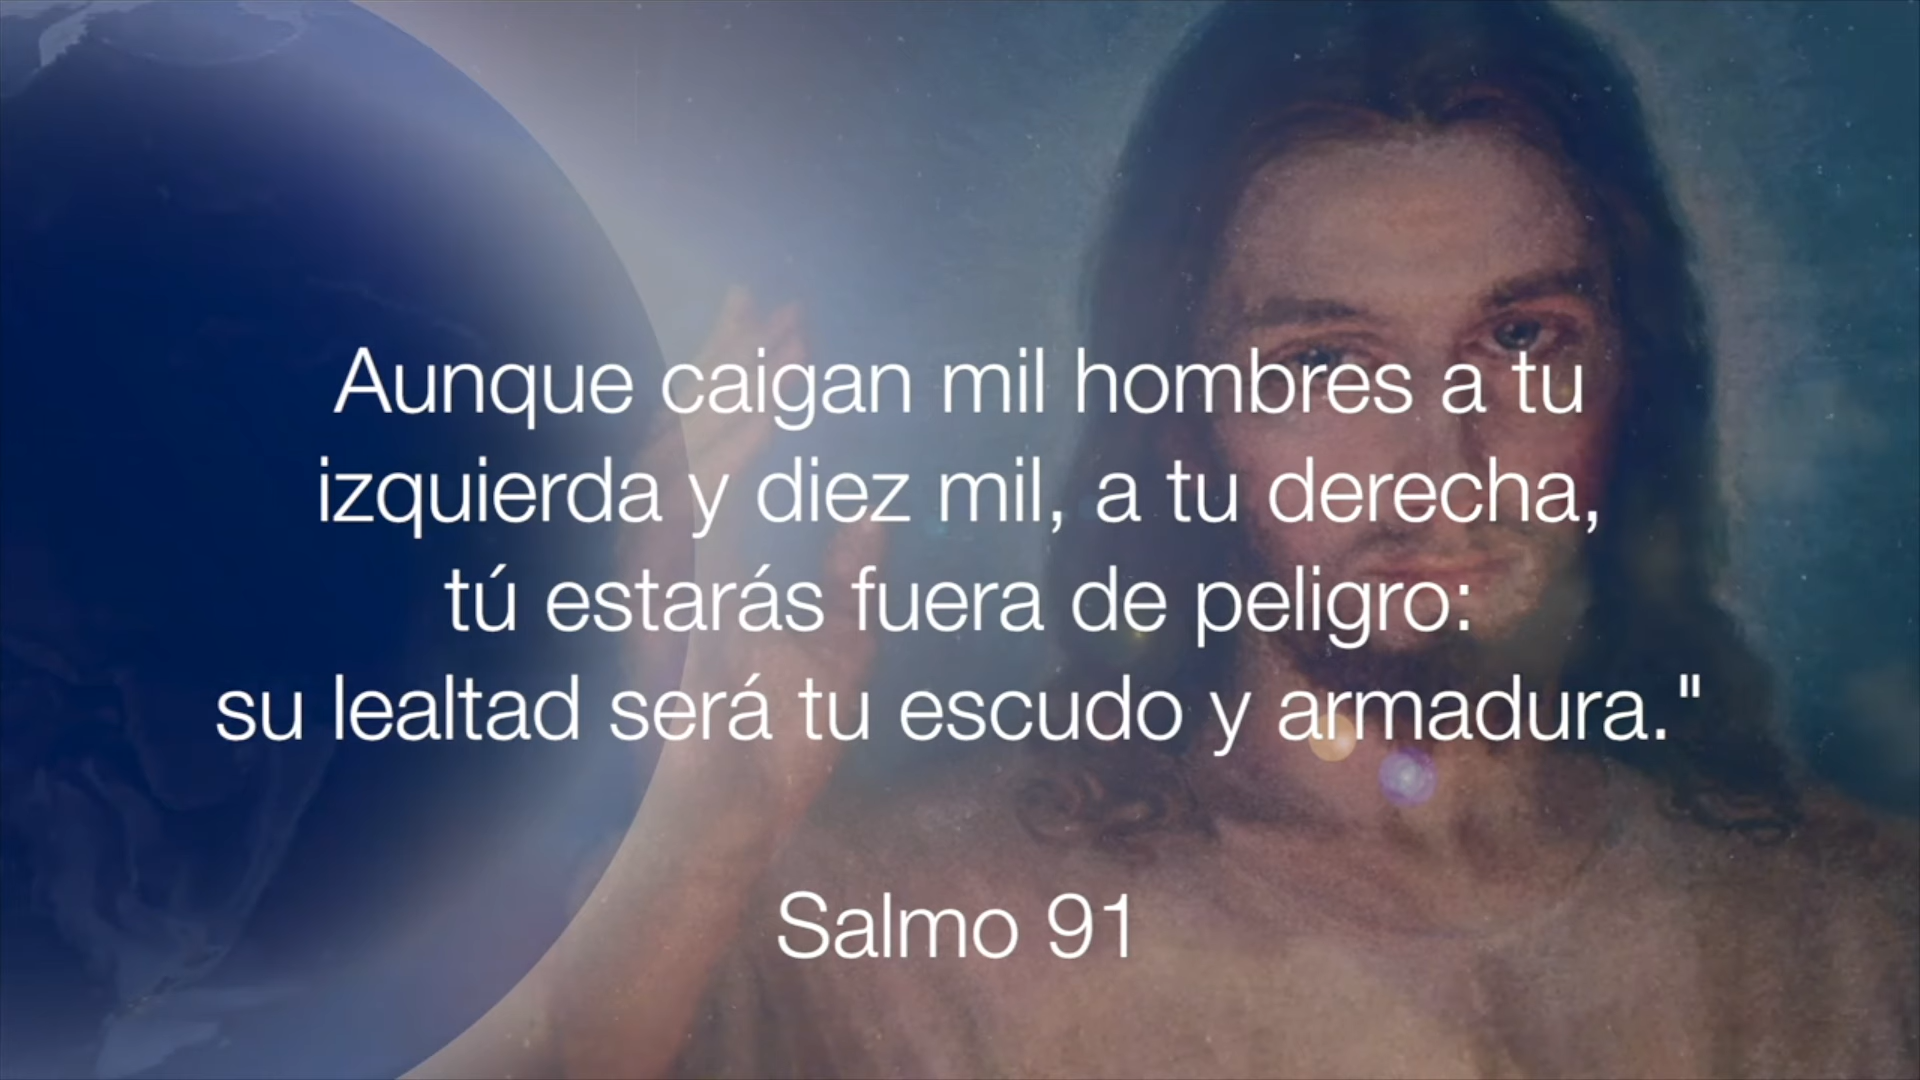 Aunque caigan mil hombres a tu
izquierda y diez mil, a tu derecha,
tú estarás fuera de peligro:
su lealtad será tu escudo y armadura."
Salmo 91